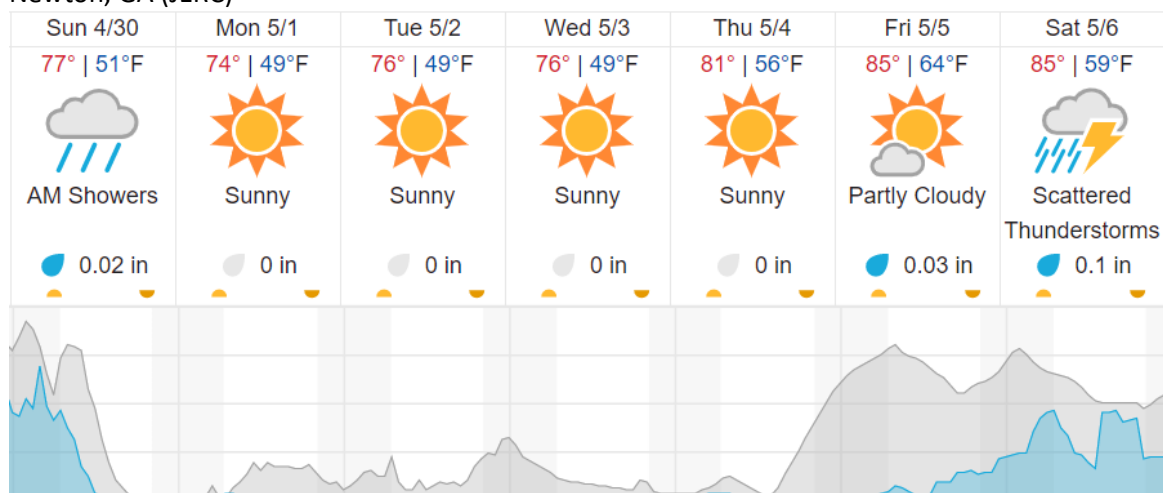 Newton, GA (JERC)
Sun 4/30 Mon 5/1 Tue 5/2 Wed 5/3 Thu 5/4 Fri 5/5 Sat 5/6
77° | 51°F 74° | 49°F 76° | 49°F 76° | 49°F 81° | 56°F 85° | 64°F 85° | 59°F
AM Showers Sunny Sunny Sunny Sunny Partly Cloudy Scattered
Thunderstorms
0.02 in 0 in 0 in 0 in 0 in 0.03 in 0.1 in